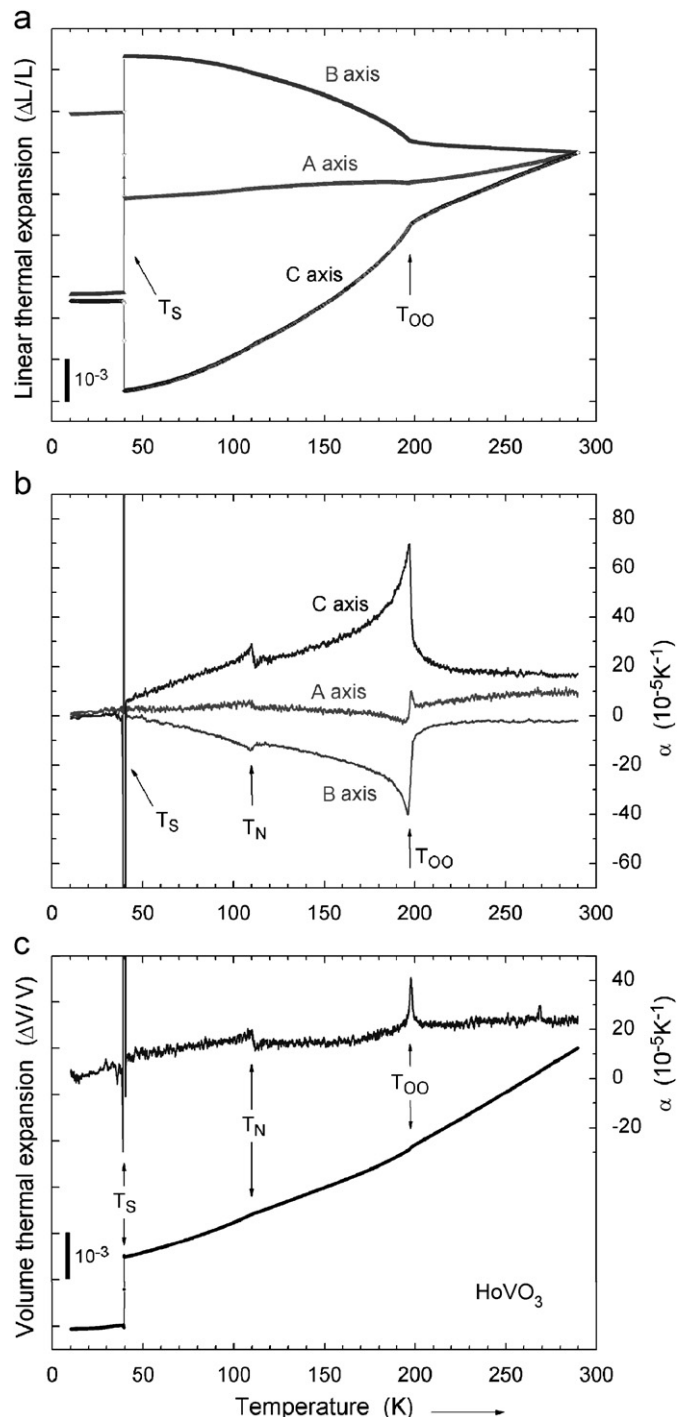 a
Linear thermal expansion (ΔL/L)
B axis
A axis
C axis
T_S
T_OO
10⁻³
0 50 100 150 200 250 300
b
80
60
40
20
0
-20
-40
-60
α (10⁻⁵K⁻¹)
C axis
A axis
B axis
T_S
T_N
T_OO
0 50 100 150 200 250 300
c
Volume thermal expansion (ΔV/V)
40
20
0
-20
α (10⁻⁵K⁻¹)
T_OO
T_N
T_S
10⁻³
HoVO₃
0 50 100 150 200 250 300
Temperature (K)